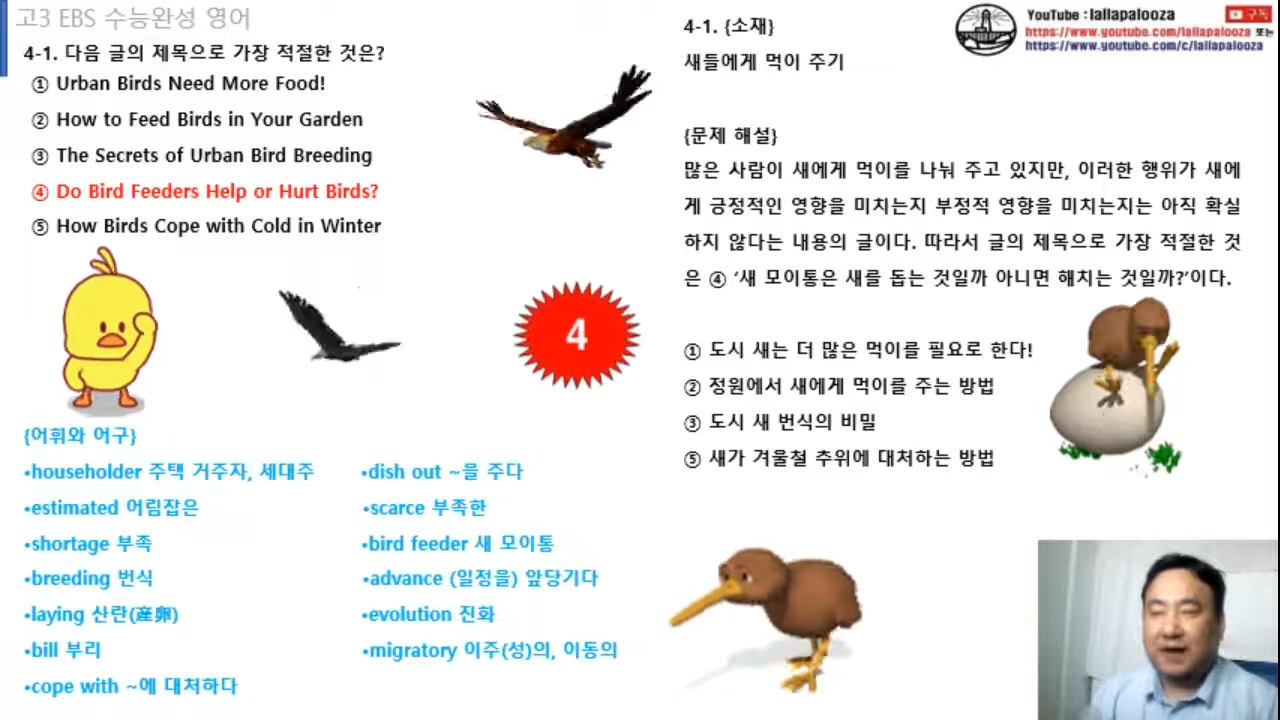 고3 EBS 수능완성 영어
4-1. 다음 글의 제목으로 가장 적절한 것은?
① Urban Birds Need More Food!
② How to Feed Birds in Your Garden
③ The Secrets of Urban Bird Breeding
④ Do Bird Feeders Help or Hurt Birds?
⑤ How Birds Cope with Cold in Winter
4
{어휘와 어구}
•householder 주택 거주자, 세대주
•estimated 어림잡은
•shortage 부족
•breeding 번식
•laying 산란(産卵)
•bill 부리
•cope with ~에 대처하다
•dish out ~을 주다
•scarce 부족한
•bird feeder 새 모이통
•advance (일정을) 앞당기다
•evolution 진화
•migratory 이주(성)의, 이동의
4-1. {소재}
새들에게 먹이 주기
{문제 해설}
많은 사람이 새에게 먹이를 나눠 주고 있지만, 이러한 행위가 새에
게 긍정적인 영향을 미치는지 부정적 영향을 미치는지는 아직 확실
하지 않다는 내용의 글이다. 따라서 글의 제목으로 가장 적절한 것
은 ④ ‘새 모이통은 새를 돕는 것일까 아니면 해치는 것일까?’이다.
① 도시 새는 더 많은 먹이를 필요로 한다!
② 정원에서 새에게 먹이를 주는 방법
③ 도시 새 번식의 비밀
⑤ 새가 겨울철 추위에 대처하는 방법
YouTube : lallapalooza
구독
https://www.youtube.com/lallapalooza 또는
https://www.youtube.com/c/lallapalooza